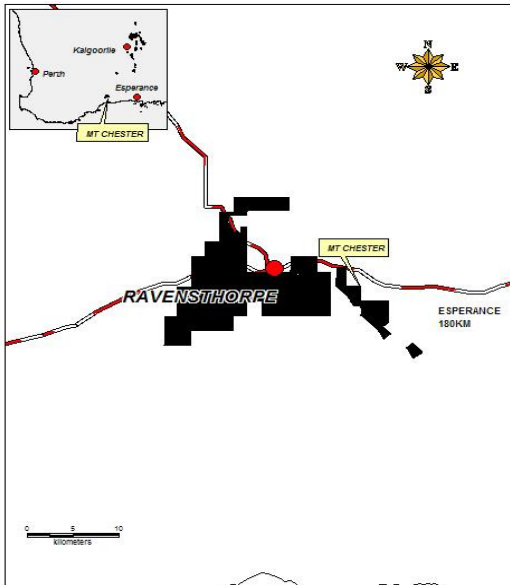 Kalgoorlie
Perth
Esperance
MT CHESTER
N
W E
S
MT CHESTER
RAVENSTHORPE
ESPERANCE
180KM
0 5 10
kilometers